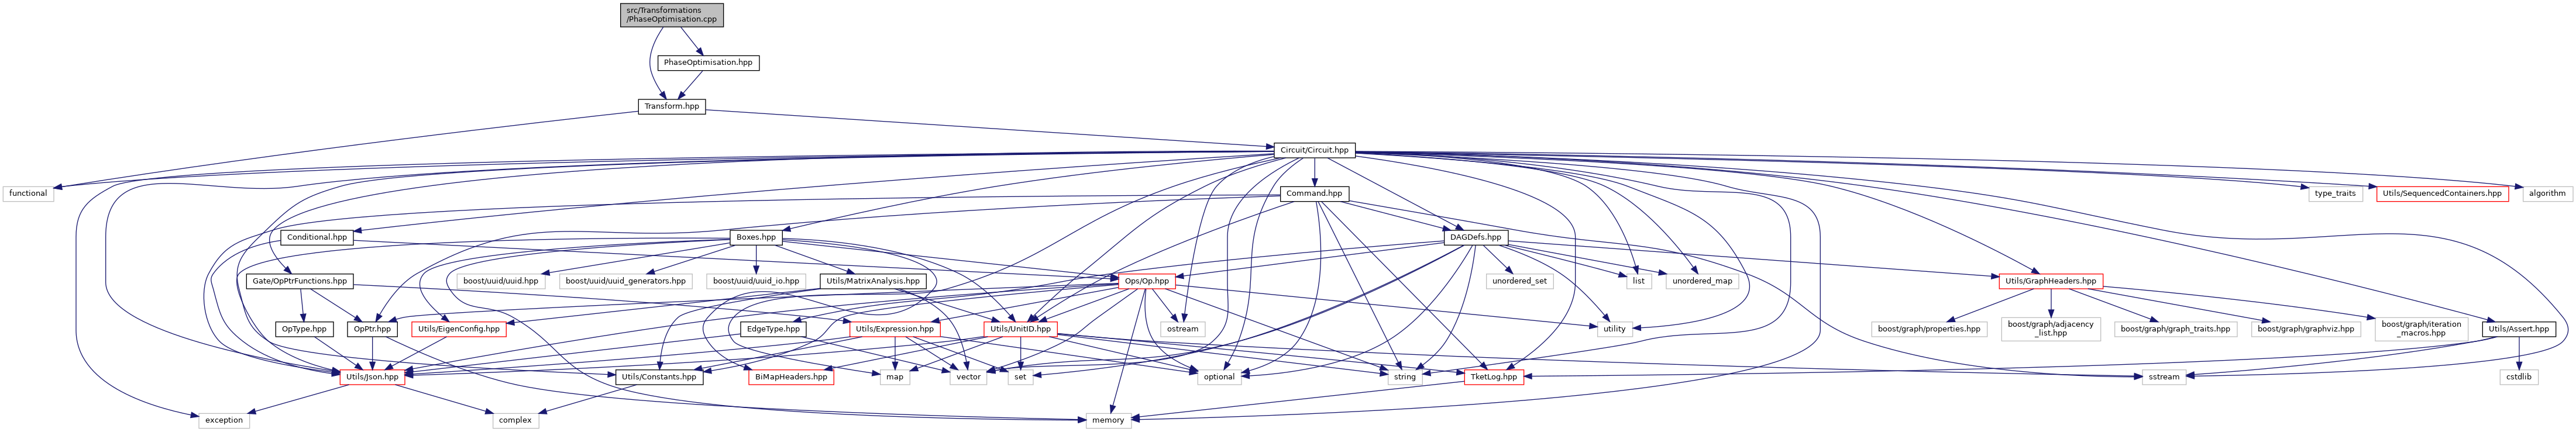 src/Transformations
/PhaseOptimisation.cpp
PhaseOptimisation.hpp
Transform.hpp
Circuit/Circuit.hpp
functional
Command.hpp
type_traits
Utils/SequencedContainers.hpp
algorithm
Conditional.hpp
Boxes.hpp
DAGDefs.hpp
Gate/OpPtrFunctions.hpp
boost/uuid/uuid.hpp
boost/uuid/uuid_generators.hpp
boost/uuid/uuid_io.hpp
Utils/MatrixAnalysis.hpp
Ops/Op.hpp
unordered_set
list
unordered_map
Utils/GraphHeaders.hpp
OpType.hpp
OpPtr.hpp
Utils/EigenConfig.hpp
EdgeType.hpp
Utils/Expression.hpp
Utils/UnitID.hpp
ostream
utility
boost/graph/properties.hpp
boost/graph/adjacency
_list.hpp
boost/graph/graph_traits.hpp
boost/graph/graphviz.hpp
boost/graph/iteration
_macros.hpp
Utils/Assert.hpp
Utils/Json.hpp
Utils/Constants.hpp
BiMapHeaders.hpp
map
vector
set
optional
string
TketLog.hpp
sstream
cstdlib
exception
complex
memory